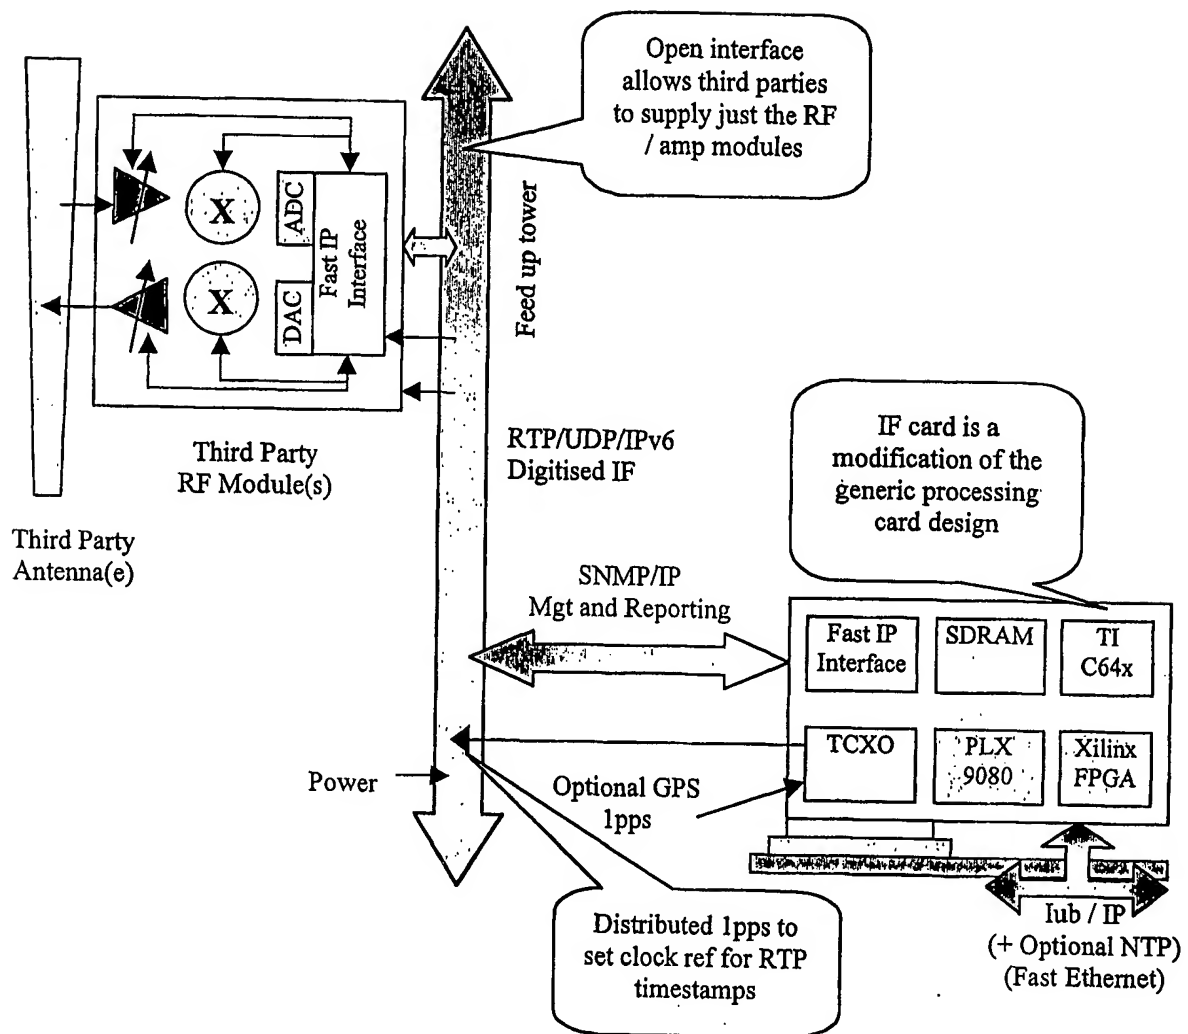 Open interface
allows third parties
to supply just the RF
/ amp modules
X
X
ADC
DAC
Fast IP
Interface
Feed up tower
Third Party
RF Module(s)
Third Party
Antenna(e)
RTP/UDP/IPv6
Digitised IF
IF card is a
modification of the
generic processing
card design
SNMP/IP
Mgt and Reporting
Fast IP
Interface
SDRAM
TI
C64x
TCXO
PLX
9080
Xilinx
FPGA
Power
Optional GPS
1pps
Distributed 1pps to
set clock ref for RTP
timestamps
Iub / IP
(+ Optional NTP)
(Fast Ethernet)